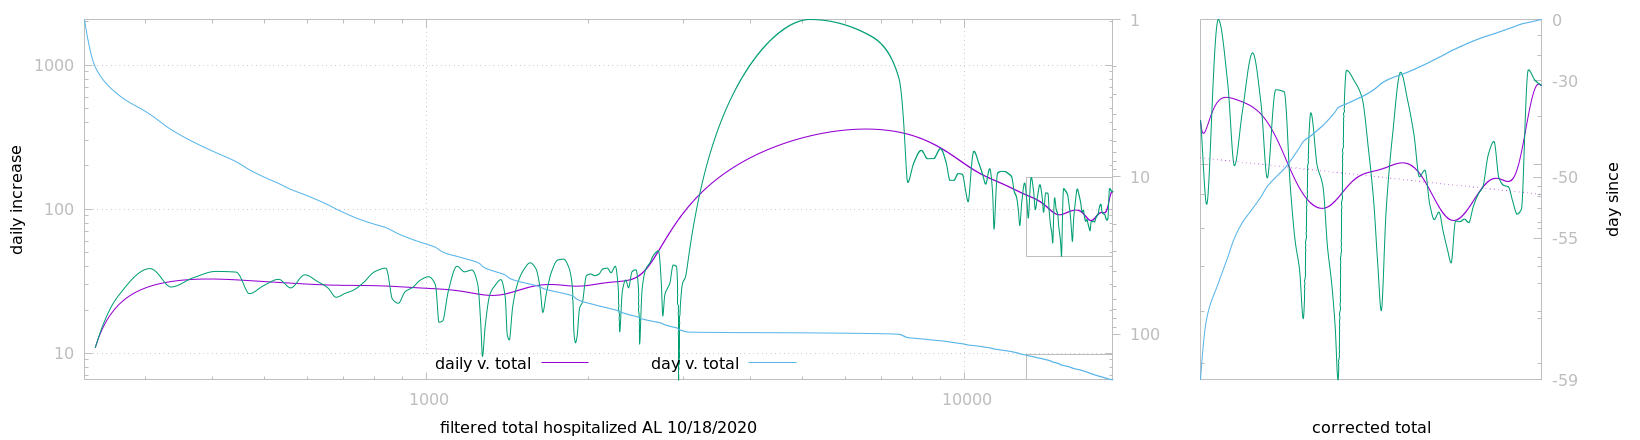 1000
100
10
daily increase
daily v. total
day v. total
1000
10000
filtered total hospitalized AL 10/18/2020
1
10
100
0
-30
-50
-55
-59
day since
corrected total